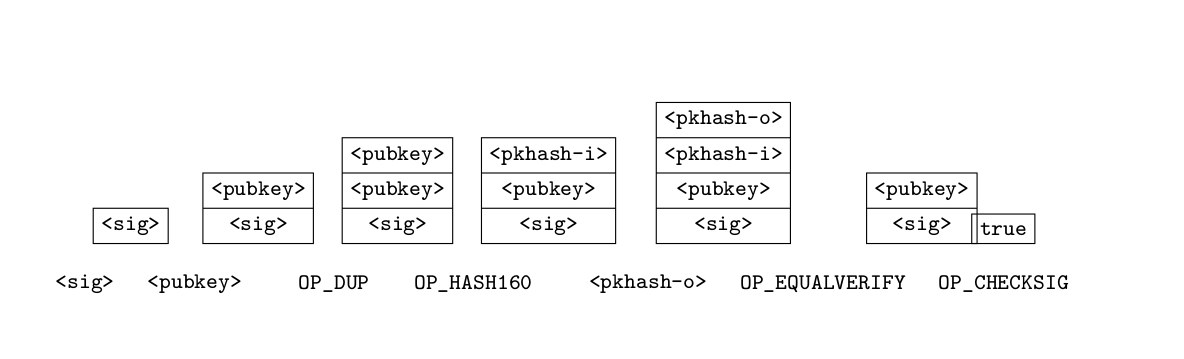 <pkhash-o>
<pubkey> <pkhash-i> <pkhash-i>
<pubkey> <pubkey> <pubkey> <pubkey> <pubkey>
<sig> <sig> <sig> <sig> <sig> <sig> true
<sig> <pubkey> OP_DUP OP_HASH160 <pkhash-o> OP_EQUALVERIFY OP_CHECKSIG